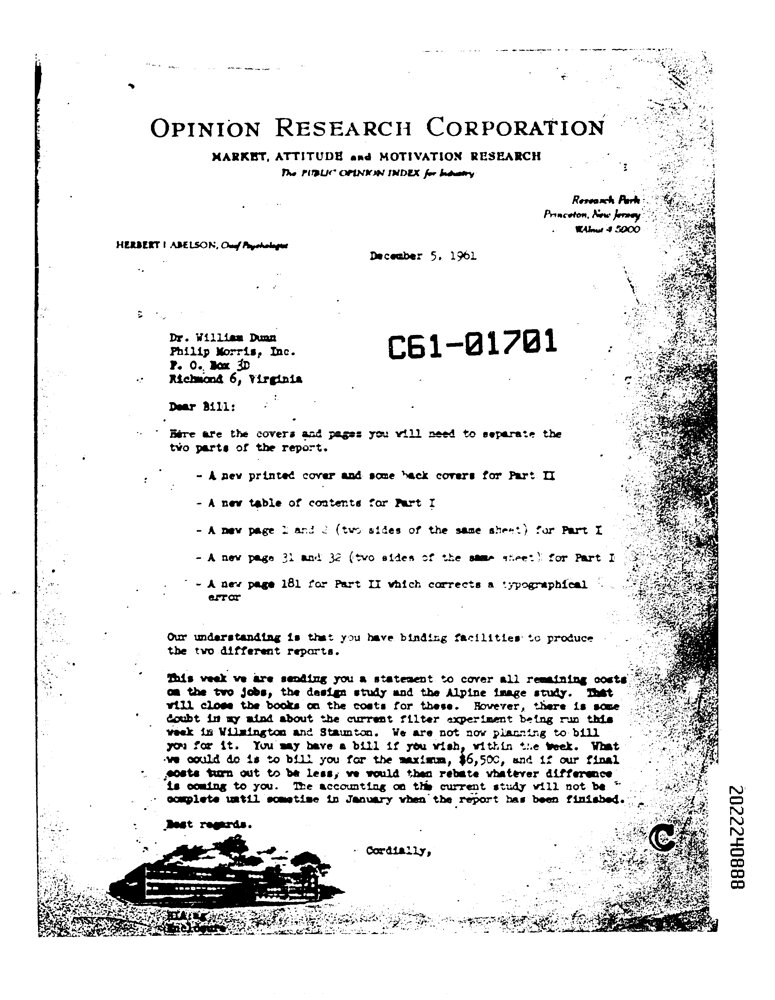 OPINION RESEARCH CORPORATION
MARKET, ATTITUDE and MOTIVATION RESEARCH
The PUBLIC OPINION INDEX for Industry
Research Park
Princeton, New Jersey
WAlnut 4 5000
HERBERT I ABELSON, Chief Psychologist
December 5, 1961
Dr. William Dunn
Philip Morris, Inc.
P. O. Box 3D
Richmond 6, Virginia
C61-01701
Dear Bill:
Here are the covers and pages you will need to separate the
two parts of the report.
- A new printed cover and some back covers for Part II
- A new table of contents for Part I
- A new page 1 and 2 (two sides of the same sheet) for Part I
- A new page 31 and 32 (two sides of the same sheet) for Part I
- A new page 181 for Part II which corrects a typographical
error
Our understanding is that you have binding facilities to produce
the two different reports.
This week we are sending you a statement to cover all remaining costs
on the two jobs, the design study and the Alpine image study. That
will close the books on the costs for these. However, there is some
doubt in my mind about the current filter experiment being run this
week in Wilmington and Staunton. We are not now planning to bill
you for it. You may have a bill if you wish, within the week. What
we could do is to bill you for the maximum, $6,500, and if our final
costs turn out to be less, we would then rebate whatever difference
is coming to you. The accounting on this current study will not be
complete until sometime in January when the report has been finished.
Best regards.
Cordially,
HIA:mg
Enclosure
C
2022240888